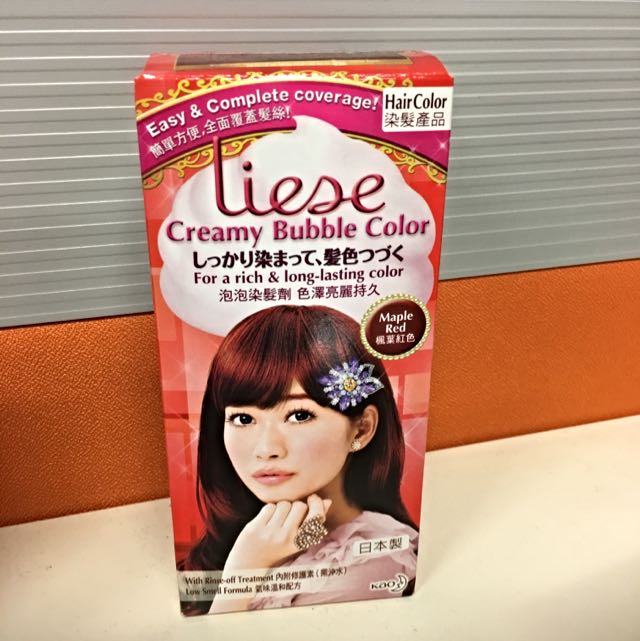 Easy & Complete coverage!
簡單方便,全面覆蓋髮絲!
Hair Color
染髮產品
Liese
Creamy Bubble Color
しっかり染まって、髪色つづく
For a rich & long-lasting color
泡泡染髮劑 色澤亮麗持久
Maple
Red
楓葉紅色
日本製
With Rinse-off Treatment 內附修護素(需沖水)
Low Smell Formula 氣味溫和配方
Kao